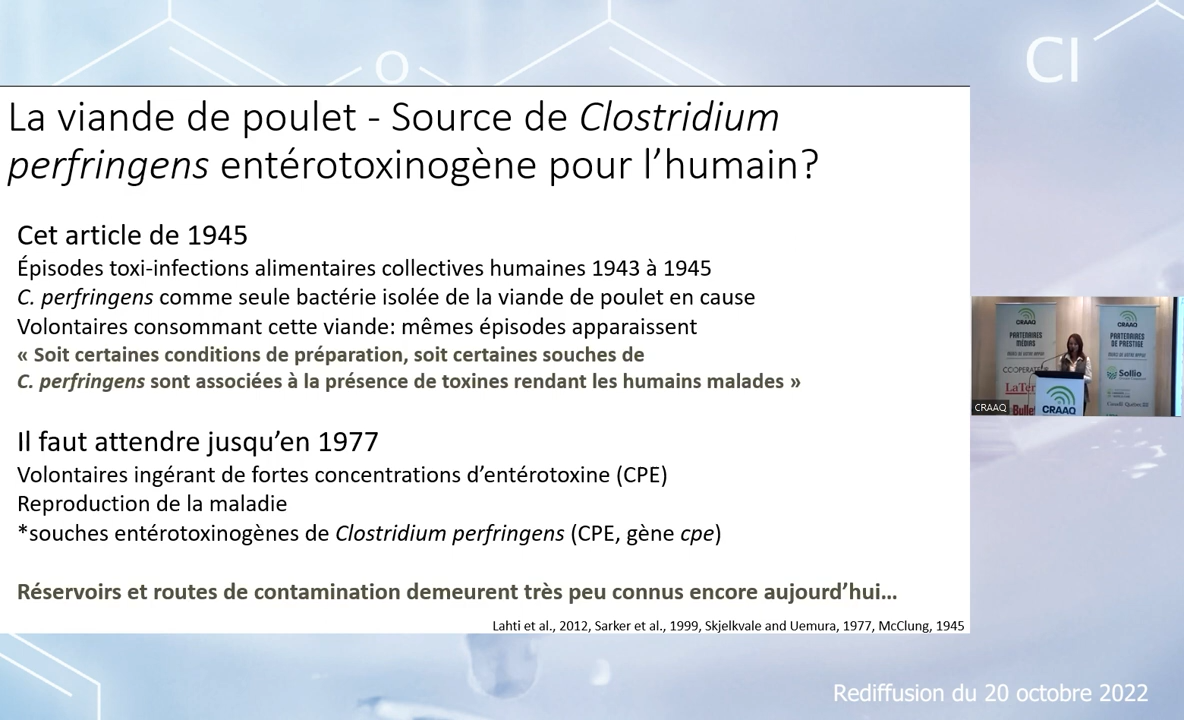 O
Cl
La viande de poulet - Source de Clostridium
perfringens entérotoxinogène pour l’humain?
Cet article de 1945
Épisodes toxi-infections alimentaires collectives humaines 1943 à 1945
C. perfringens comme seule bactérie isolée de la viande de poulet en cause
Volontaires consommant cette viande: mêmes épisodes apparaissent
« Soit certaines conditions de préparation, soit certaines souches de
C. perfringens sont associées à la présence de toxines rendant les humains malades »
Il faut attendre jusqu’en 1977
Volontaires ingérant de fortes concentrations d’entérotoxine (CPE)
Reproduction de la maladie
*souches entérotoxinogènes de Clostridium perfringens (CPE, gène cpe)
Réservoirs et routes de contamination demeurent très peu connus encore aujourd’hui…
Lahti et al., 2012, Sarker et al., 1999, Skjelkvale and Uemura, 1977, McClung, 1945
CRAAQ
PARTENAIRES
MÉDIAS
CRAAQ
PARTENAIRES
DE PRESTIGE
Sollio
CRAAQ
CRAAQ
Rediffusion du 20 octobre 2022